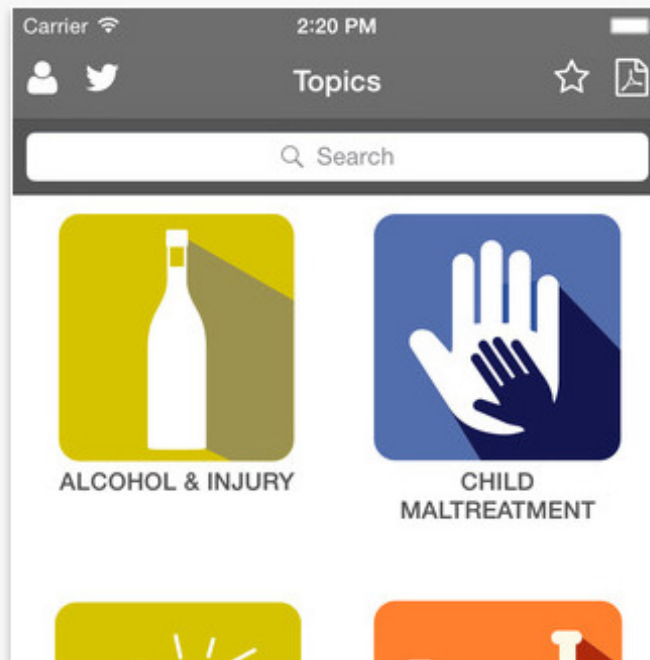 Carrier 2:20 PM
Topics
Search
ALCOHOL & INJURY
CHILD
MALTREATMENT